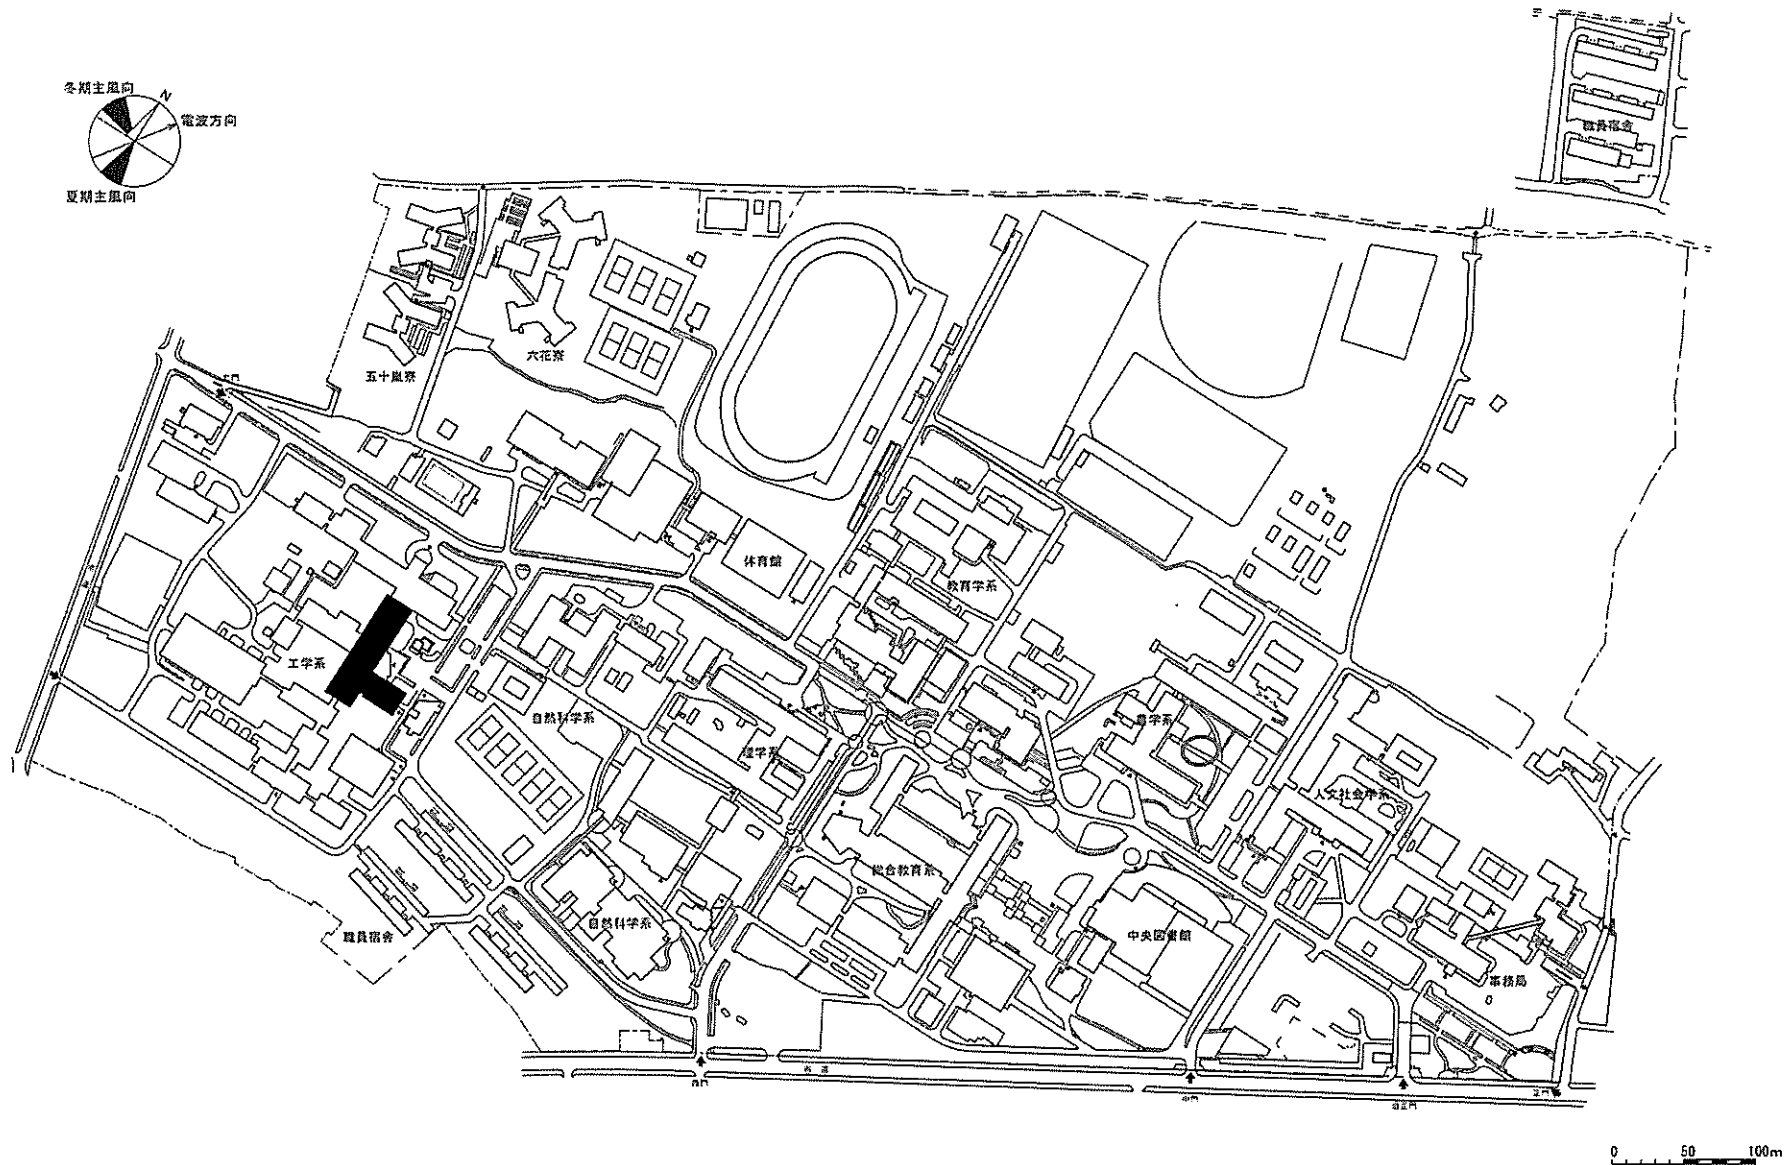 冬期主風向
N
電波方向
夏期主風向
職員宿舎
六花寮
五十嵐寮
体育館
教育学系
工学系
自然科学系
理学系
農学系
人文社会学系
総合教育系
自然科学系
職員宿舎
中央図書館
事務局
西門
中門
正門
0 50 100m